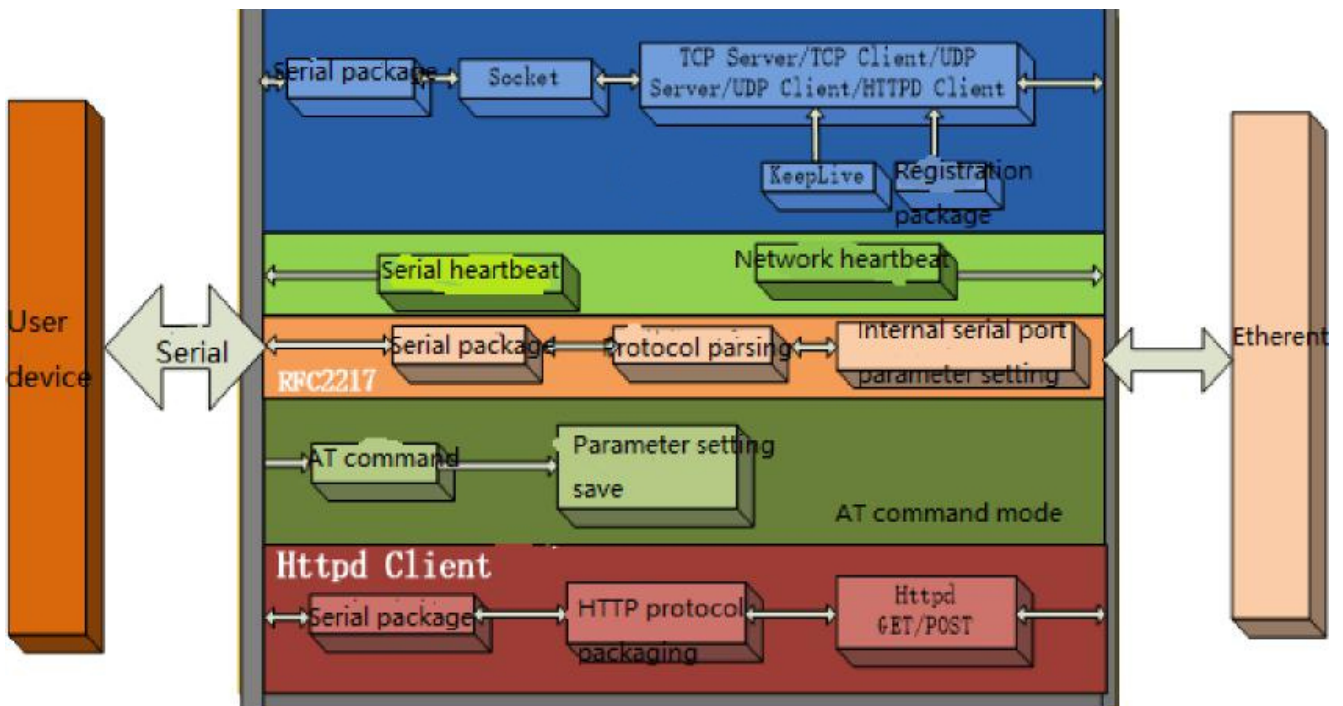 Serial package
Socket
TCP Server/TCP Client/UDP
Server/UDP Client/HTTPD Client
KeepLive
Registration
package
Serial heartbeat
Network heartbeat
User
device
Serial
Serial package
rotocol parsing
Internal serial port
parameter setting
RFC2217
Etherent
AT command
Parameter setting
save
AT command mode
Httpd Client
Serial package
HTTP protocol
packaging
Httpd
GET/POST